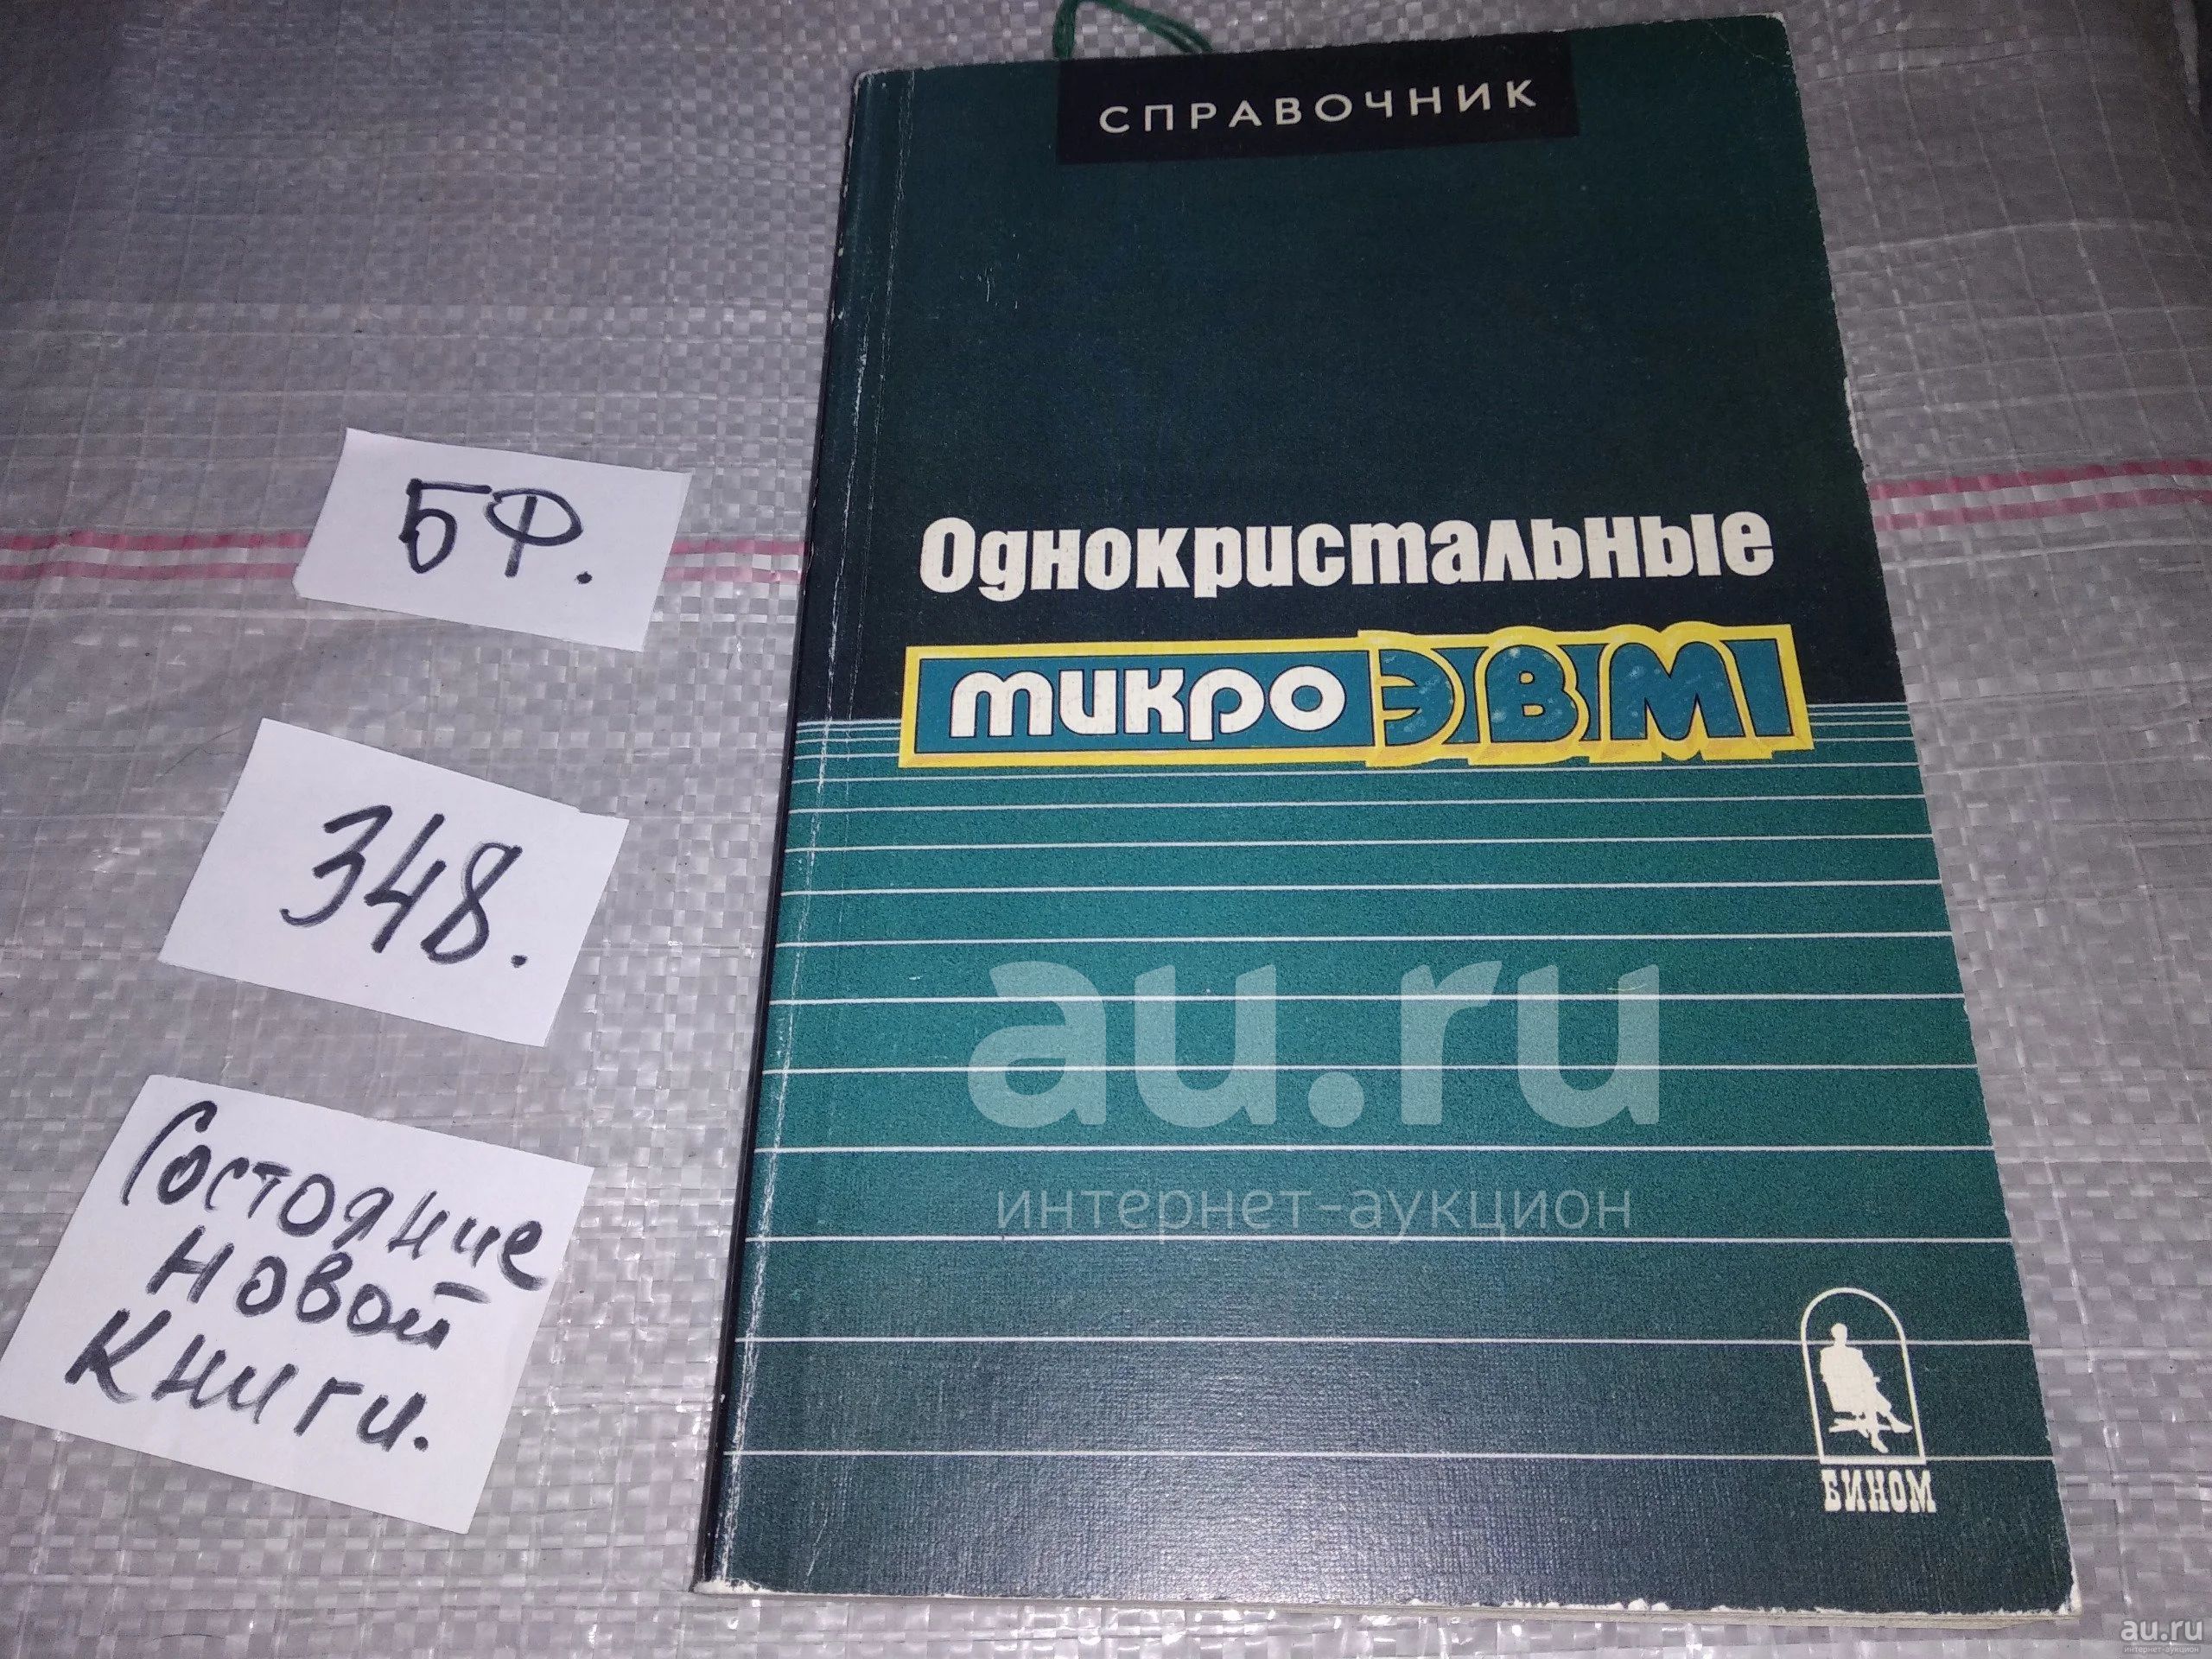 СПРАВОЧНИК
Однокристальные
микроЭВМ
БИНОМ
БФ.
348.
Состояние
новой
книги.
au.ru
интернет-аукцион
au.ru
интернет-аукцион